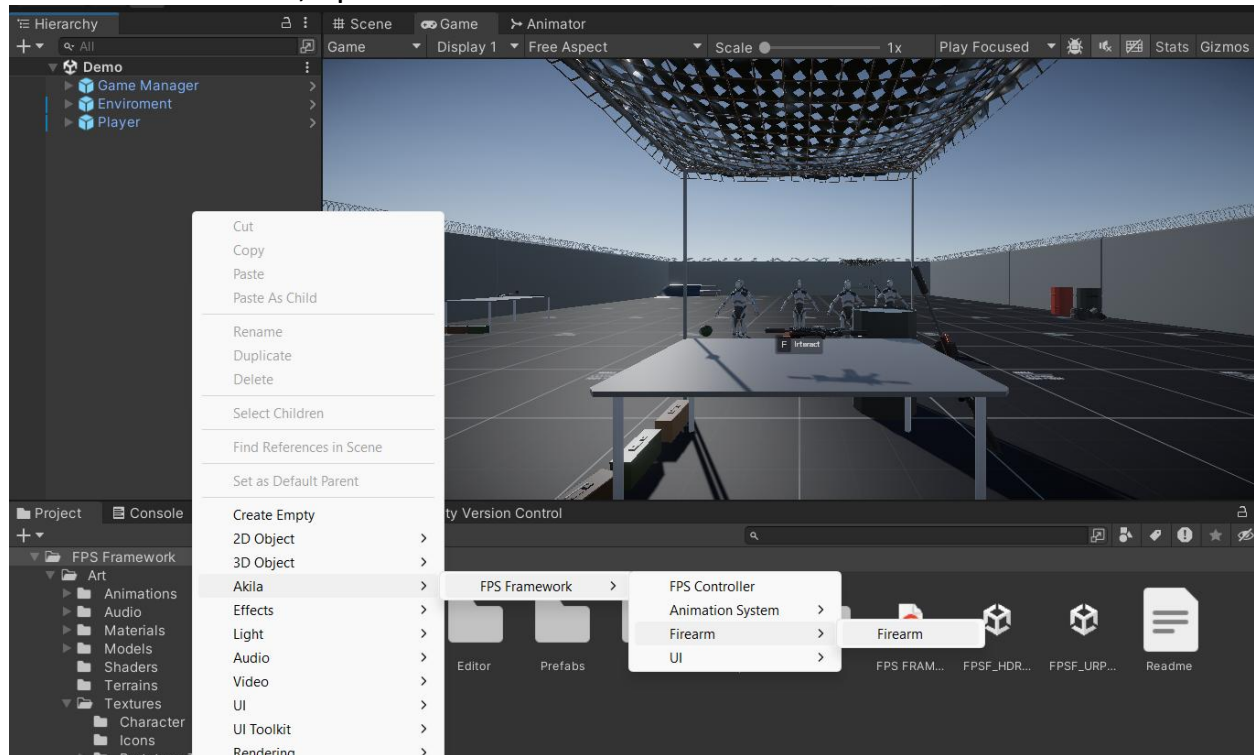 Hierarchy
# Scene
Game
Animator
All
Game
Display 1
Free Aspect
Scale
1x
Play Focused
Stats
Gizmos
Demo
Game Manager
Enviroment
Player
F Interact
Cut
Copy
Paste
Paste As Child
Rename
Duplicate
Delete
Select Children
Find References in Scene
Set as Default Parent
Create Empty
2D Object
3D Object
Akila
Effects
Light
Audio
Video
UI
UI Toolkit
Rendering
FPS Framework
FPS Controller
Animation System
Firearm
UI
Firearm
Project
Console
ty Version Control
FPS Framework
Art
Animations
Audio
Materials
Models
Shaders
Terrains
Textures
Character
Icons
Editor
Prefabs
FPS FRAM...
FPSF_HDR...
FPSF_URP...
Readme